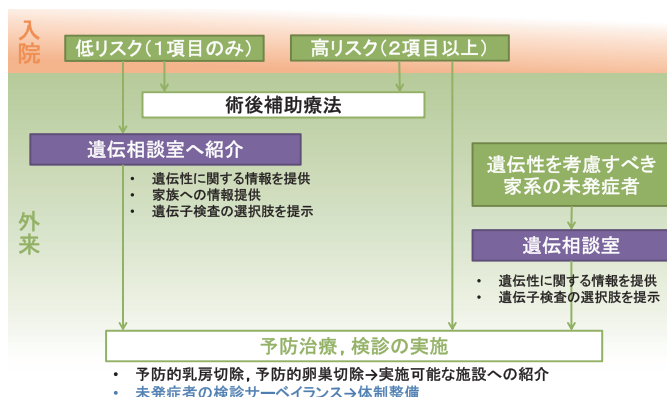 入院
低リスク(1項目のみ)
高リスク(2項目以上)
術後補助療法
外来
遺伝相談室へ紹介
・ 遺伝性に関する情報を提供
・ 家族への情報提供
・ 遺伝子検査の選択肢を提示
遺伝性を考慮すべき
家系の未発症者
遺伝相談室
・ 遺伝性に関する情報を提供
・ 遺伝子検査の選択肢を提示
予防治療, 検診の実施
・ 予防的乳房切除, 予防的卵巣切除→実施可能な施設への紹介
・ 未発症者の検診サーベイランス→体制整備